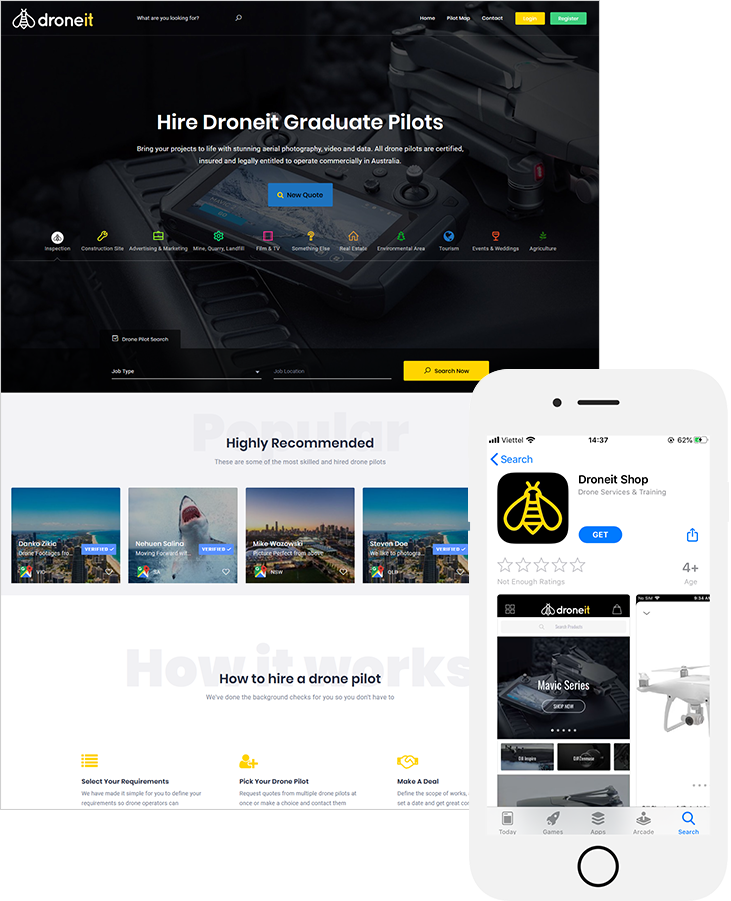 droneit
What are you looking for?
Home
Pilot Map
Contact
Login
Register
Hire Droneit Graduate Pilots
Bring your projects to life with stunning aerial photography, video and data. All drone pilots are certified,
insured and legally entitled to operate commercially in Australia.
New Quote
Inspection
Construction Site
Advertising & Marketing
Mine, Quarry, Landfill
Film & TV
Something Else
Real Estate
Environmental Area
Tourism
Events & Weddings
Agriculture
Drone Pilot Search
Job Type
Job Location
Search Now
Popular
Highly Recommended
These are some of the most skilled and hired drone pilots
Danko Zikic
Drone Footages fro
VERIFIED
VIC
Nehuen Salina
Moving Forward wit
VERIFIED
SA
Mike Wazowski
Picture Perfect from above
NSW
Steven Doe
We like to photogra
VERIFIED
QLD
How it works
How to hire a drone pilot
We've done the background checks for you so you don't have to
Select Your Requirements
We have made it simple for you to define your
requirements so drone operators can
Pick Your Drone Pilot
Request quotes from multiple drone pilots at
once or make a choice and contact them
Make A Deal
Define the scope of works, a
set a date and get great con
Viettel
14:37
62%
Search
Droneit Shop
Drone Services & Training
GET
Not Enough Ratings
4+
Age
droneit
Search Products
Mavic Series
SHOP NOW
DJI Inspire
DJI Zenmuse
No SIM
9:34 AM
Today
Games
Apps
Arcade
Search